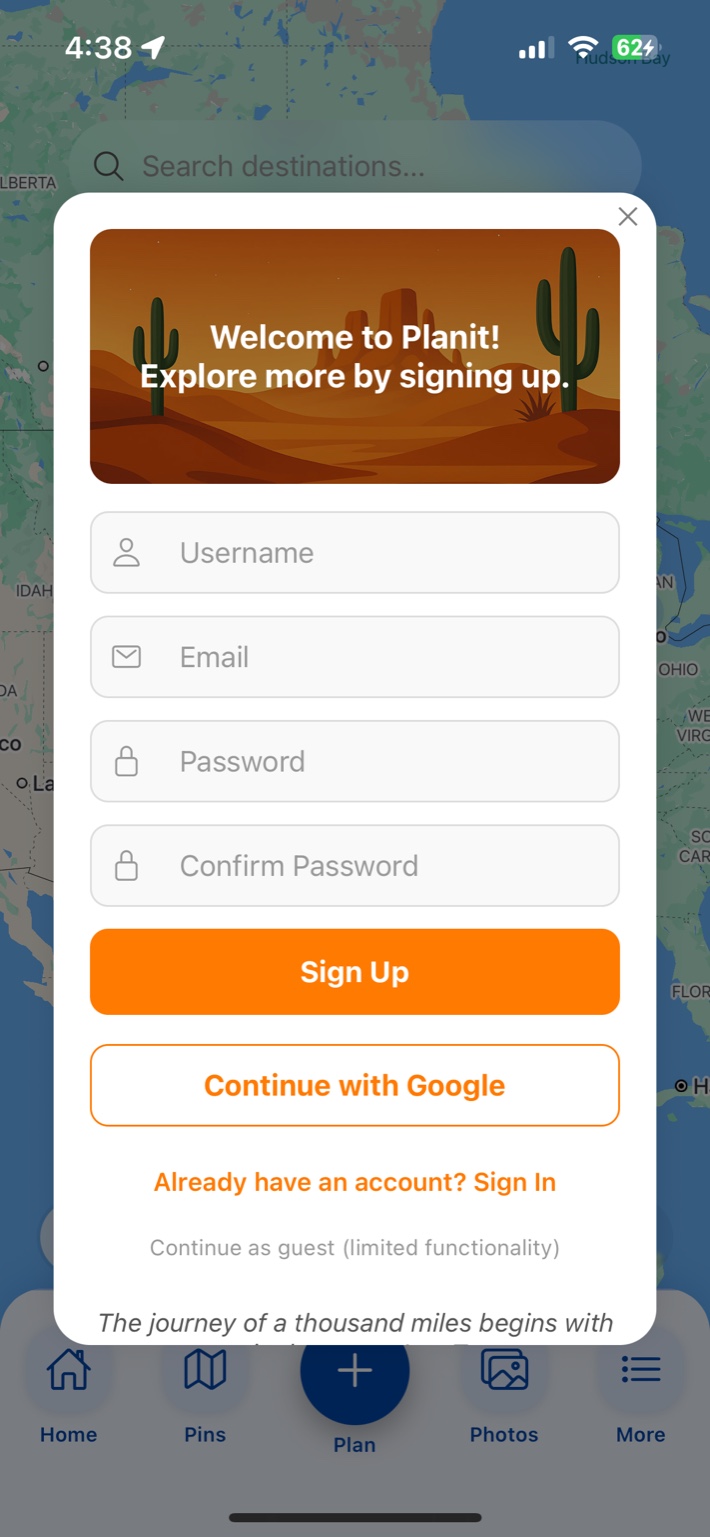 4:38
62
Hudson Bay
Search destinations...
LBERTA
Welcome to Planit!
Explore more by signing up.
Username
IDAH
AN
Email
OHIO
DA
WE
VIRG
co
Password
La
SC
CAR
Confirm Password
Sign Up
FLOR
Continue with Google
H
Already have an account? Sign In
Continue as guest (limited functionality)
The journey of a thousand miles begins with
Home
Pins
Plan
Photos
More